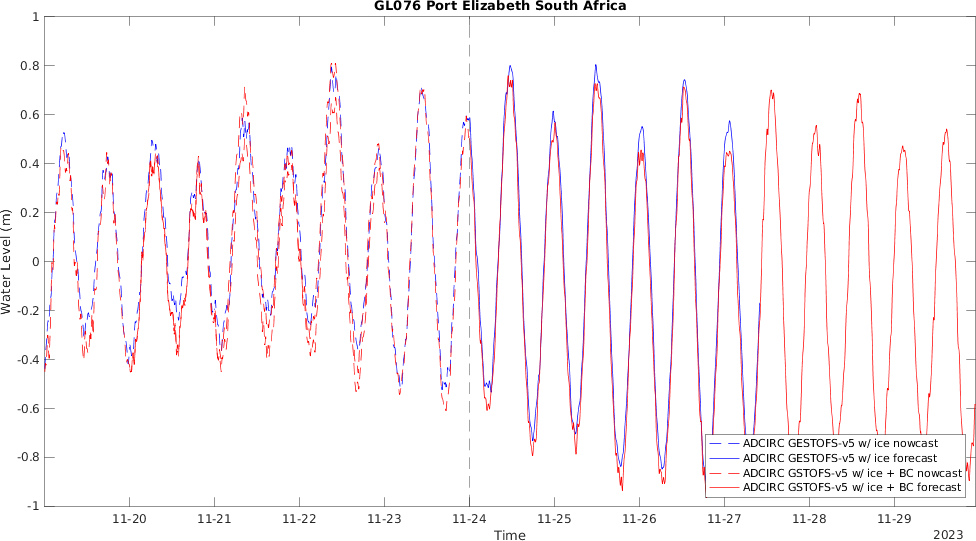 GL076 Port Elizabeth South Africa
1
0.8
0.6
0.4
0.2
0
-0.2
-0.4
-0.6
-0.8
-1
Water Level (m)
ADCIRC GESTOFS-v5 w/ ice nowcast
ADCIRC GESTOFS-v5 w/ ice forecast
ADCIRC GSTOFS-v5 w/ ice + BC nowcast
ADCIRC GSTOFS-v5 w/ ice + BC forecast
11-20 11-21 11-22 11-23 11-24 11-25 11-26 11-27 11-28 11-29
Time
2023